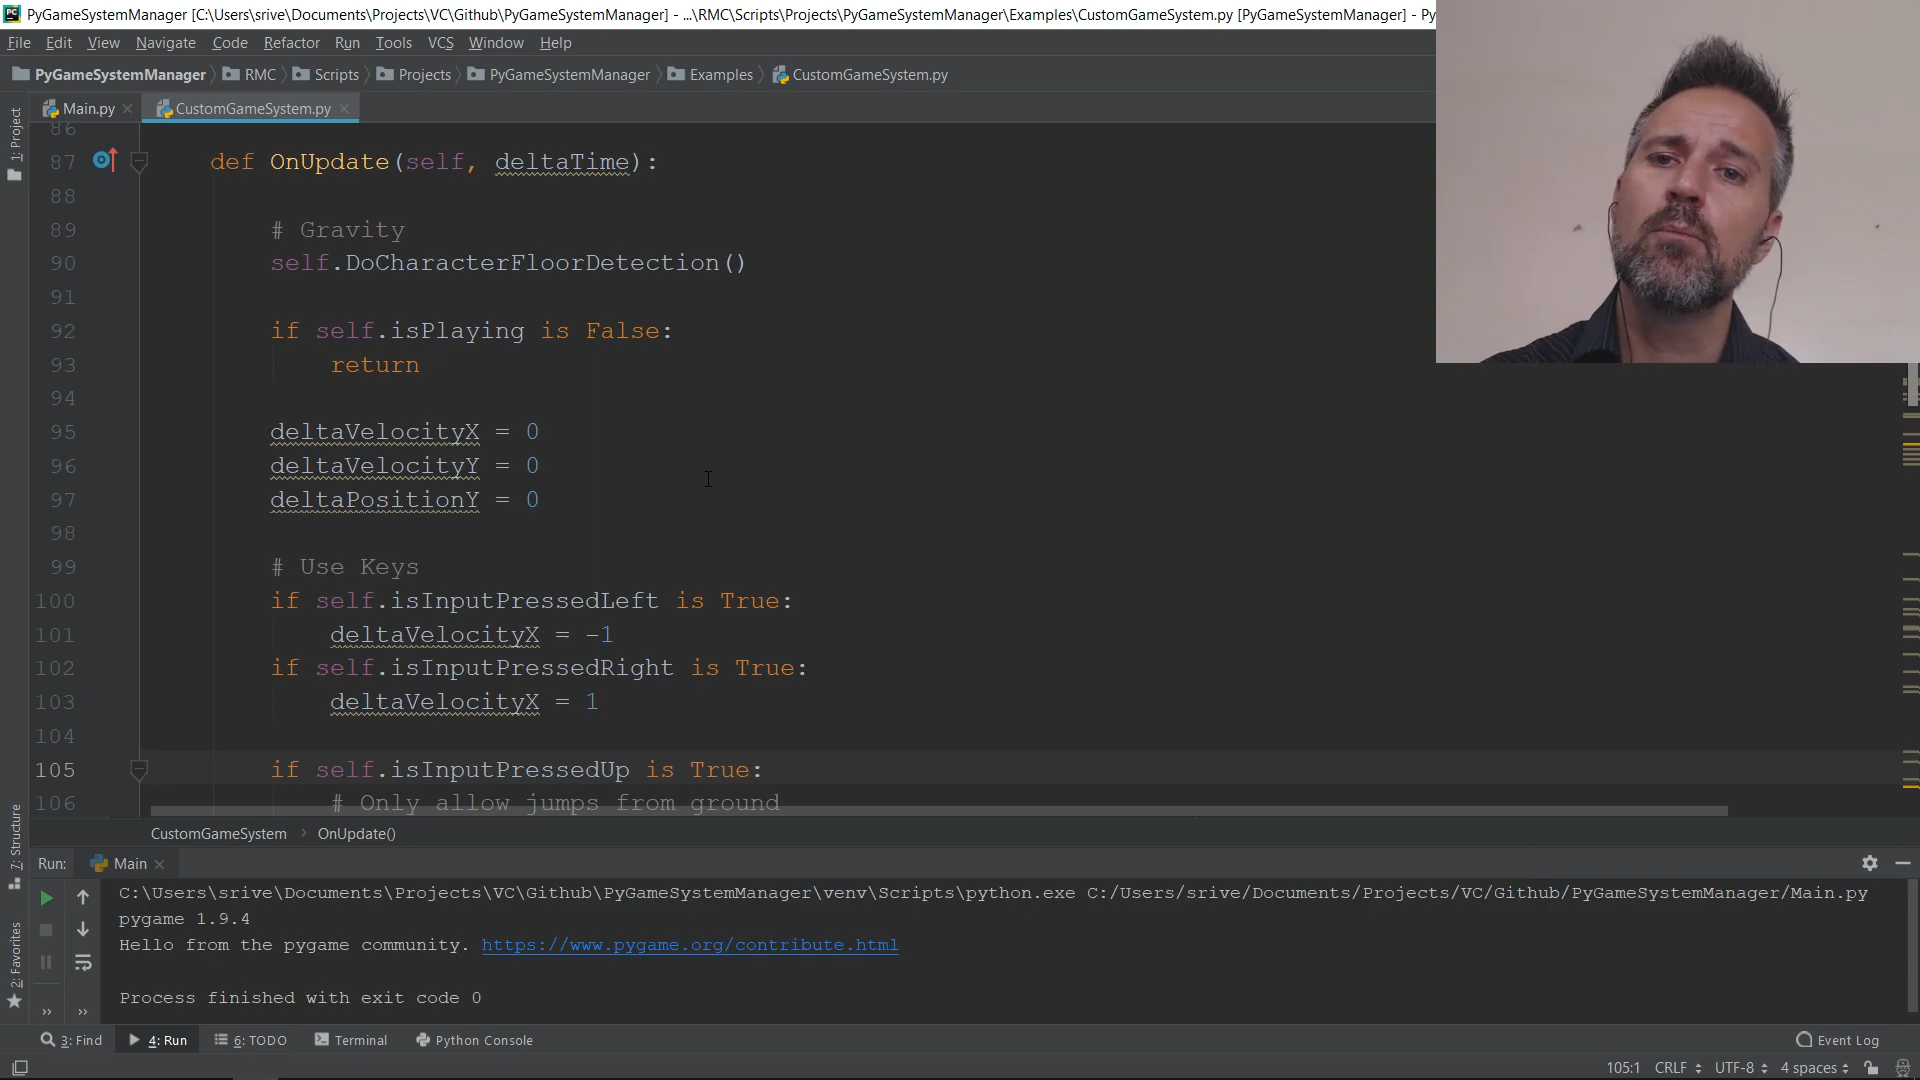 PyGameSystemManager [C:\Users\srive\Documents\Projects\VC\Github\PyGameSystemManager] - ...\RMC\Scripts\Projects\PyGameSystemManager\Examples\CustomGameSystem.py [PyGameSystemManager] - Py
File Edit View Navigate Code Refactor Run Tools VCS Window Help
PyGameSystemManager RMC Scripts Projects PyGameSystemManager Examples CustomGameSystem.py
Main.py CustomGameSystem.py
1: Project
86
87 def OnUpdate(self, deltaTime):
88
89 # Gravity
90 self.DoCharacterFloorDetection()
91
92 if self.isPlaying is False:
93 return
94
95 deltaVelocityX = 0
96 deltaVelocityY = 0
97 deltaPositionY = 0
98
99 # Use Keys
100 if self.isInputPressedLeft is True:
101 deltaVelocityX = -1
102 if self.isInputPressedRight is True:
103 deltaVelocityX = 1
104
105 if self.isInputPressedUp is True:
106 # Only allow jumps from ground
7: Structure
CustomGameSystem > OnUpdate()
Run: Main
C:\Users\srive\Documents\Projects\VC\Github\PyGameSystemManager\venv\Scripts\python.exe C:/Users/srive/Documents/Projects/VC/Github/PyGameSystemManager/Main.py
pygame 1.9.4
Hello from the pygame community. https://www.pygame.org/contribute.html
Process finished with exit code 0
2: Favorites
3: Find 4: Run 6: TODO Terminal Python Console Event Log
105:1 CRLF UTF-8 4 spaces